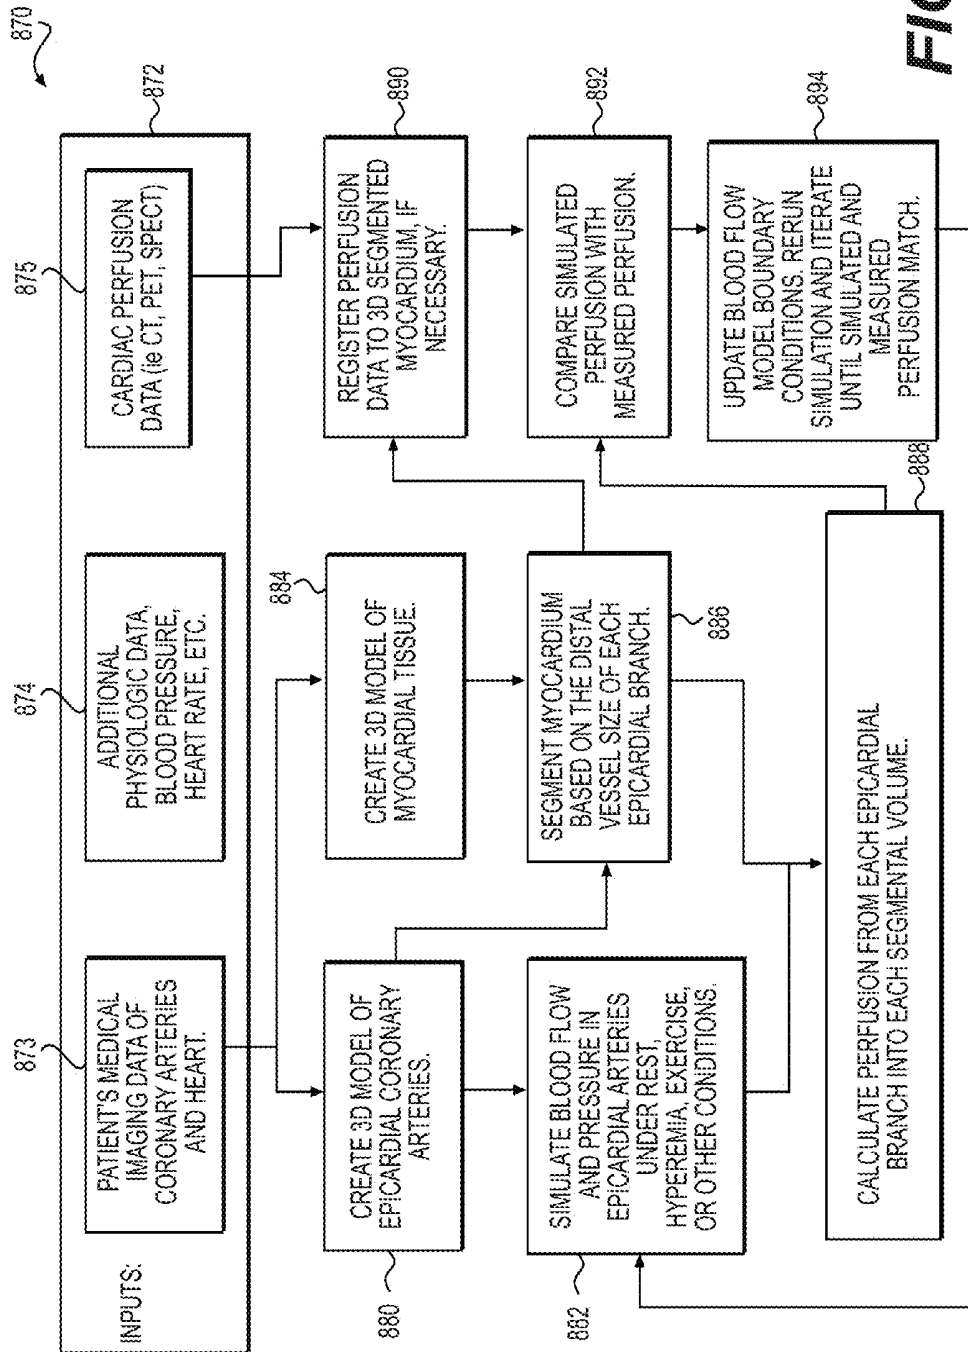 870
872
INPUTS:
873
PATIENT'S MEDICAL
IMAGING DATA OF
CORONARY ARTERIES
AND HEART.
874
ADDITIONAL
PHYSIOLOGIC DATA,
BLOOD PRESSURE,
HEART RATE, ETC.
875
CARDIAC PERFUSION
DATA (ie CT, PET, SPECT)
880
CREATE 3D MODEL OF
EPICARDIAL CORONARY
ARTERIES.
884
CREATE 3D MODEL OF
MYOCARDIAL TISSUE.
890
REGISTER PERFUSION
DATA TO 3D SEGMENTED
MYOCARDIUM, IF
NECESSARY.
882
SIMULATE BLOOD FLOW
AND PRESSURE IN
EPICARDIAL ARTERIES
UNDER REST,
HYPEREMIA, EXERCISE,
OR OTHER CONDITIONS.
886
SEGMENT MYOCARDIUM
BASED ON THE DISTAL
VESSEL SIZE OF EACH
EPICARDIAL BRANCH.
892
COMPARE SIMULATED
PERFUSION WITH
MEASURED PERFUSION.
894
UPDATE BLOOD FLOW
MODEL BOUNDARY
CONDITIONS. RERUN
SIMULATION AND ITERATE
UNTIL SIMULATED AND
MEASURED
PERFUSION MATCH.
888
CALCULATE PERFUSION FROM EACH EPICARDIAL
BRANCH INTO EACH SEGMENTAL VOLUME.